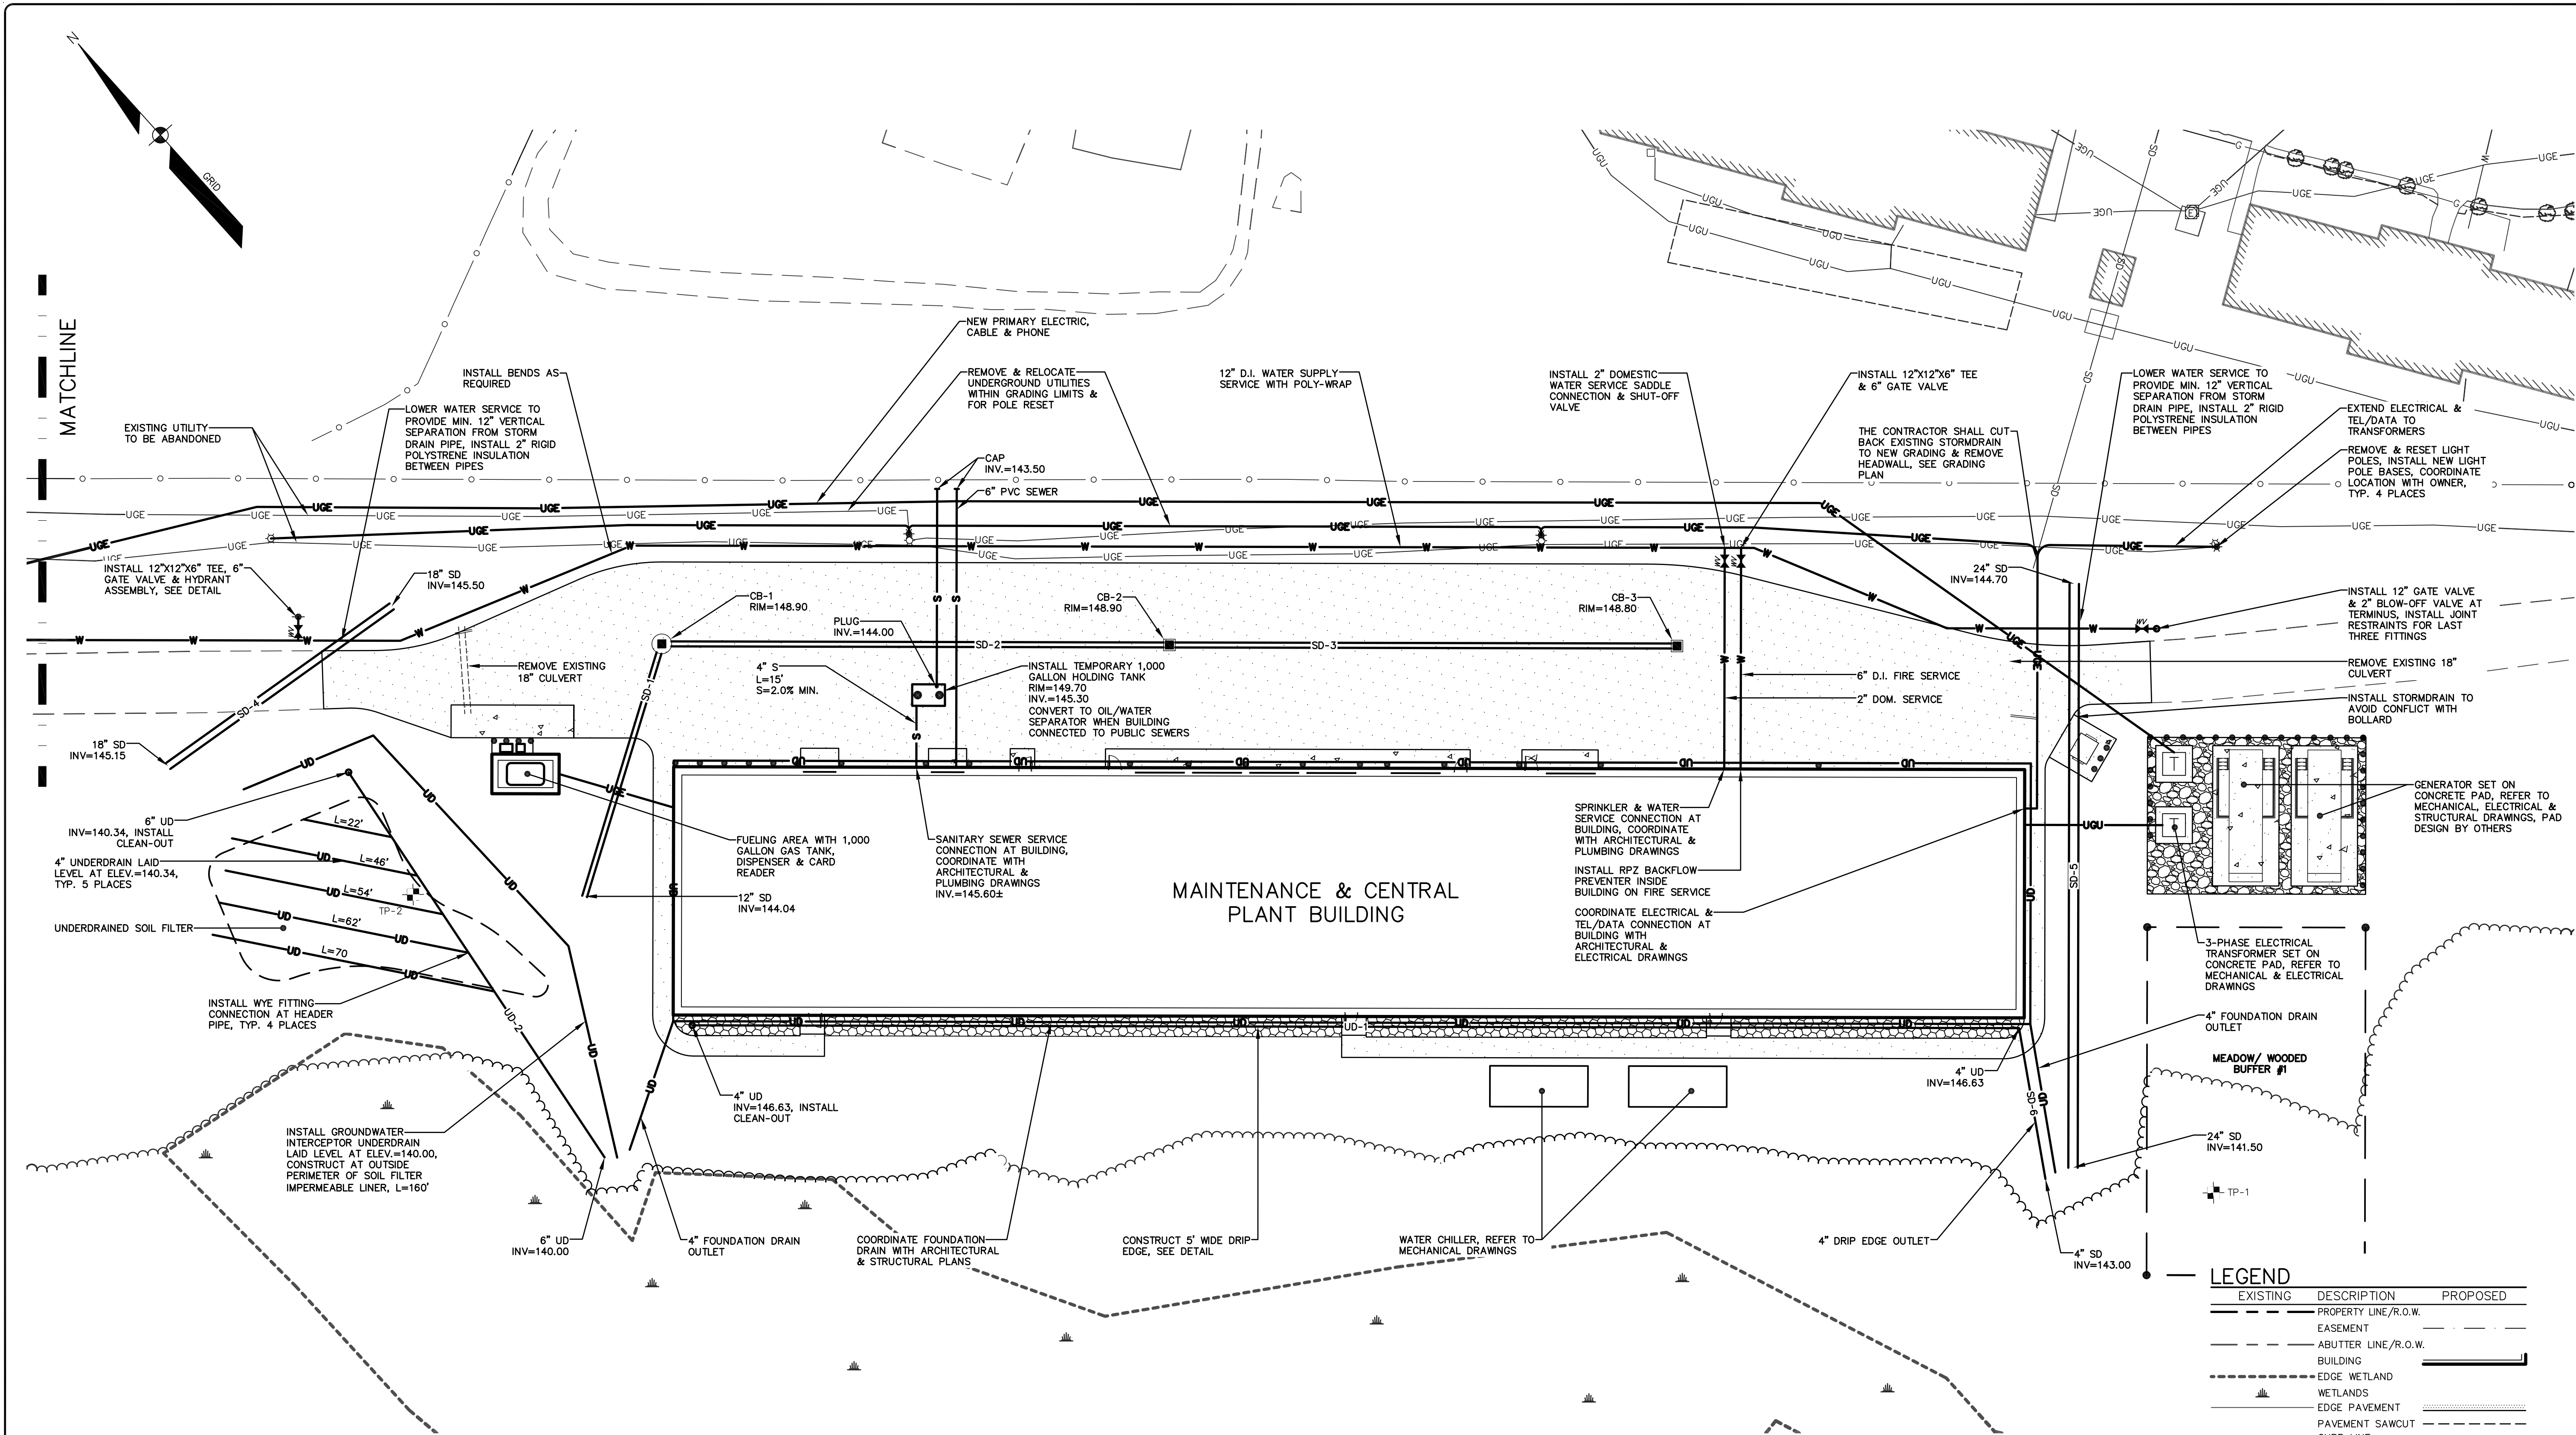 N
GRID
MATCHLINE
NEW PRIMARY ELECTRIC,
CABLE & PHONE
INSTALL BENDS AS
REQUIRED
REMOVE & RELOCATE
UNDERGROUND UTILITIES
WITHIN GRADING LIMITS &
FOR POLE RESET
12" D.I. WATER SUPPLY
SERVICE WITH POLY-WRAP
INSTALL 2" DOMESTIC
WATER SERVICE SADDLE
CONNECTION & SHUT-OFF
VALVE
INSTALL 12"X12"X6" TEE
& 6" GATE VALVE
LOWER WATER SERVICE TO
PROVIDE MIN. 12" VERTICAL
SEPARATION FROM STORM
DRAIN PIPE, INSTALL 2" RIGID
POLYSTRENE INSULATION
BETWEEN PIPES
EXTEND ELECTRICAL &
TEL/DATA TO
TRANSFORMERS
LOWER WATER SERVICE TO
PROVIDE MIN. 12" VERTICAL
SEPARATION FROM STORM
DRAIN PIPE, INSTALL 2" RIGID
POLYSTRENE INSULATION
BETWEEN PIPES
EXISTING UTILITY
TO BE ABANDONED
THE CONTRACTOR SHALL CUT
BACK EXISTING STORMDRAIN
TO NEW GRADING & REMOVE
HEADWALL, SEE GRADING
PLAN
REMOVE & RESET LIGHT
POLES, INSTALL NEW LIGHT
POLE BASES, COORDINATE
LOCATION WITH OWNER,
TYP. 4 PLACES
CAP
INV.=143.50
6" PVC SEWER
INSTALL 12"X12"X6" TEE, 6"
GATE VALVE & HYDRANT
ASSEMBLY, SEE DETAIL
18" SD
INV=145.50
24" SD
INV=144.70
INSTALL 12" GATE VALVE
& 2" BLOW-OFF VALVE AT
TERMINUS, INSTALL JOINT
RESTRAINTS FOR LAST
THREE FITTINGS
CB-1
RIM=148.90
CB-2
RIM=148.90
CB-3
RIM=148.80
PLUG
INV.=144.00
SD-2
SD-3
REMOVE EXISTING
18" CULVERT
4" S
L=15'
S=2.0% MIN.
INSTALL TEMPORARY 1,000
GALLON HOLDING TANK
RIM=149.70
INV.=145.30
CONVERT TO OIL/WATER
SEPARATOR WHEN BUILDING
CONNECTED TO PUBLIC SEWERS
6" D.I. FIRE SERVICE
2" DOM. SERVICE
REMOVE EXISTING 18"
CULVERT
INSTALL STORMDRAIN TO
AVOID CONFLICT WITH
BOLLARD
SD-1
SD-4
18" SD
INV=145.15
6" UD
INV=140.34, INSTALL
CLEAN-OUT
4" UNDERDRAIN LAID
LEVEL AT ELEV.=140.34,
TYP. 5 PLACES
L=22'
L=46'
L=54'
L=62'
L=70
TP-2
UNDERDRAINED SOIL FILTER
FUELING AREA WITH 1,000
GALLON GAS TANK,
DISPENSER & CARD
READER
12" SD
INV=144.04
SANITARY SEWER SERVICE
CONNECTION AT BUILDING,
COORDINATE WITH
ARCHITECTURAL &
PLUMBING DRAWINGS
INV.=145.60±
MAINTENANCE & CENTRAL
PLANT BUILDING
SPRINKLER & WATER
SERVICE CONNECTION AT
BUILDING, COORDINATE
WITH ARCHITECTURAL &
PLUMBING DRAWINGS
INSTALL RPZ BACKFLOW
PREVENTER INSIDE
BUILDING ON FIRE SERVICE
COORDINATE ELECTRICAL &
TEL/DATA CONNECTION AT
BUILDING WITH
ARCHITECTURAL &
ELECTRICAL DRAWINGS
UGU
SD-5
GENERATOR SET ON
CONCRETE PAD, REFER TO
MECHANICAL, ELECTRICAL &
STRUCTURAL DRAWINGS, PAD
DESIGN BY OTHERS
3-PHASE ELECTRICAL
TRANSFORMER SET ON
CONCRETE PAD, REFER TO
MECHANICAL & ELECTRICAL
DRAWINGS
INSTALL WYE FITTING
CONNECTION AT HEADER
PIPE, TYP. 4 PLACES
UD-2
UD-1
4" FOUNDATION DRAIN
OUTLET
MEADOW/ WOODED
BUFFER #1
4" UD
INV=146.63, INSTALL
CLEAN-OUT
4" UD
INV=146.63
SD-6
INSTALL GROUNDWATER
INTERCEPTOR UNDERDRAIN
LAID LEVEL AT ELEV.=140.00,
CONSTRUCT AT OUTSIDE
PERIMETER OF SOIL FILTER
IMPERMEABLE LINER, L=160'
24" SD
INV=141.50
TP-1
6" UD
INV=140.00
4" FOUNDATION DRAIN
OUTLET
COORDINATE FOUNDATION
DRAIN WITH ARCHITECTURAL
& STRUCTURAL PLANS
CONSTRUCT 5' WIDE DRIP
EDGE, SEE DETAIL
WATER CHILLER, REFER TO
MECHANICAL DRAWINGS
4" DRIP EDGE OUTLET
4" SD
INV=143.00
LEGEND
EXISTING DESCRIPTION PROPOSED
PROPERTY LINE/R.O.W.
EASEMENT
ABUTTER LINE/R.O.W.
BUILDING
EDGE WETLAND
WETLANDS
EDGE PAVEMENT
PAVEMENT SAWCUT